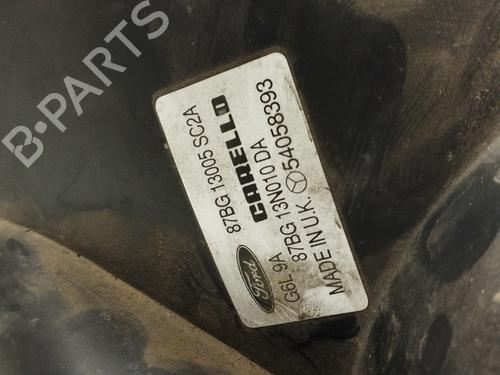 B-PARTS
87BG 13005 SC2A
CARELLO
Ford
G6L 9A
87BG 13N010 DA
54058393
MADE IN U.K.